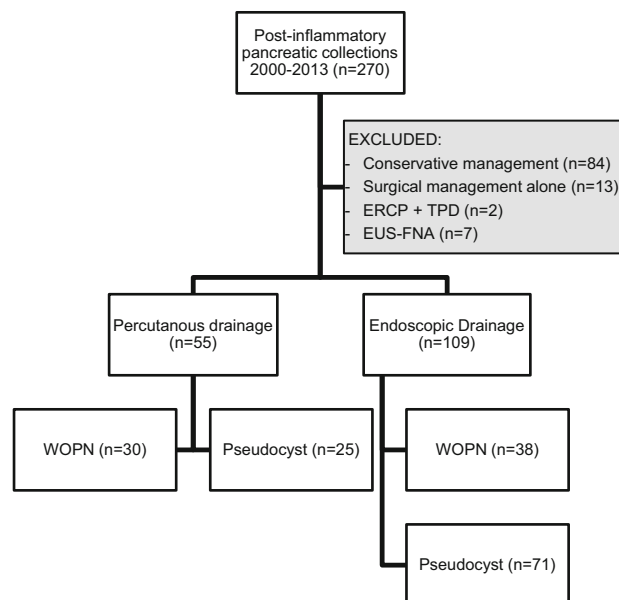 Post-inflammatory
pancreatic collections
2000-2013 (n=270)
EXCLUDED:
- Conservative management (n=84)
- Surgical management alone (n=13)
- ERCP + TPD (n=2)
- EUS-FNA (n=7)
Percutanous drainage
(n=55)
Endoscopic Drainage
(n=109)
WOPN (n=30)
Pseudocyst (n=25)
WOPN (n=38)
Pseudocyst (n=71)